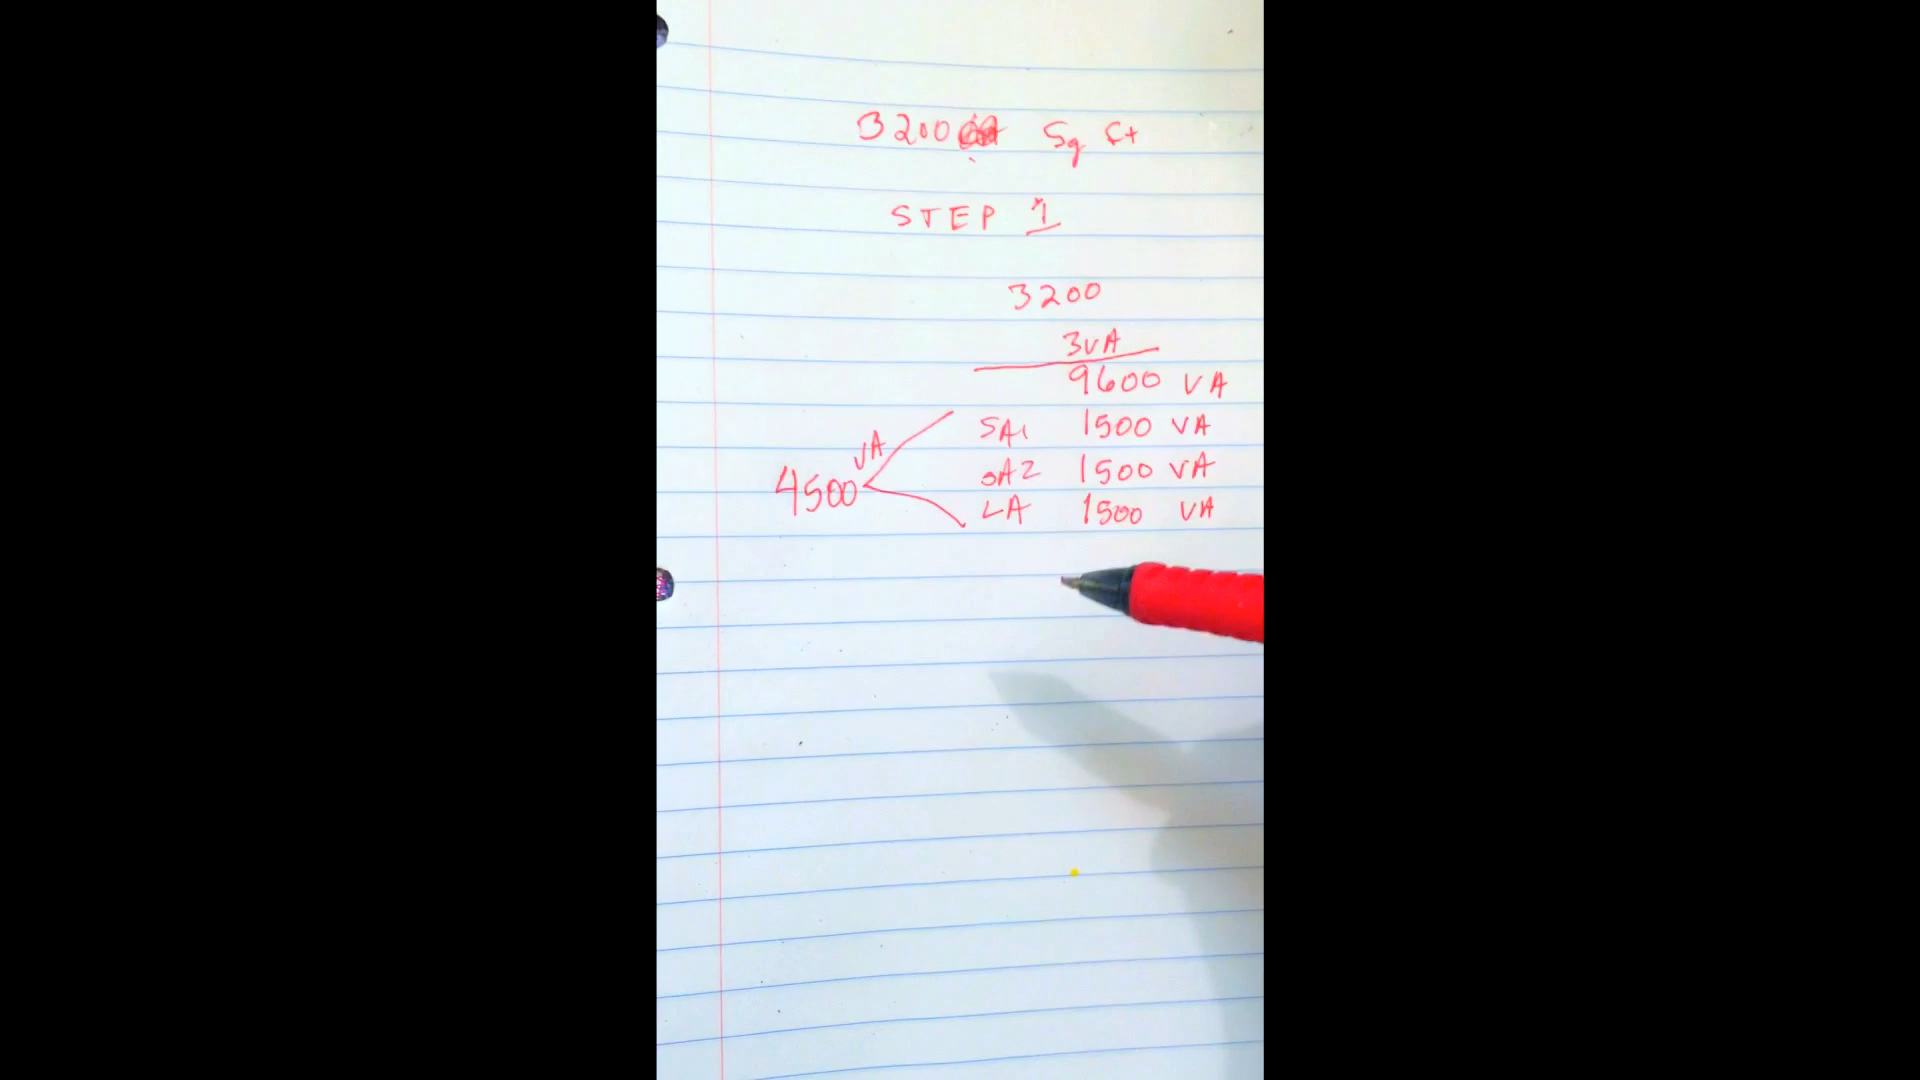 3200 Sq Ft
STEP 1
3200
3VA
9600 VA
SA1 1500 VA
4500 VA
SA2 1500 VA
LA 1500 VA